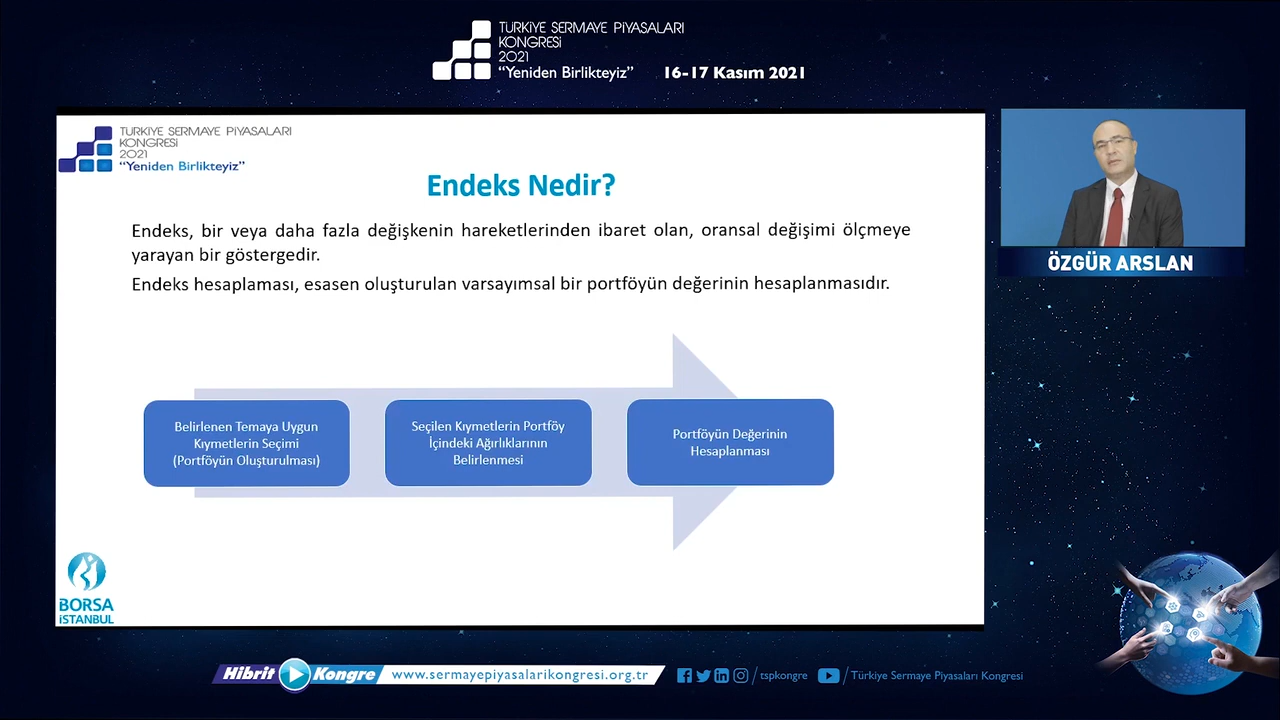 TÜRKİYE SERMAYE PİYASALARI
KONGRESİ
2021
“Yeniden Birlikteyiz”
16-17 Kasım 2021
TÜRKİYE SERMAYE PİYASALARI
KONGRESİ
2021
“Yeniden Birlikteyiz”
Endeks Nedir?
Endeks, bir veya daha fazla değişkenin hareketlerinden ibaret olan, oransal değişimi ölçmeye
yarayan bir göstergedir.
Endeks hesaplaması, esasen oluşturulan varsayımsal bir portföyün değerinin hesaplanmasıdır.
Belirlenen Temaya Uygun
Kıymetlerin Seçimi
(Portföyün Oluşturulması)
Seçilen Kıymetlerin Portföy
İçindeki Ağırlıklarının
Belirlenmesi
Portföyün Değerinin
Hesaplanması
BORSA
İSTANBUL
ÖZGÜR ARSLAN
Hibrit Kongre
www.sermayepiyasalarikongresi.org.tr
/ tspkongre
/ Türkiye Sermaye Piyasaları Kongresi